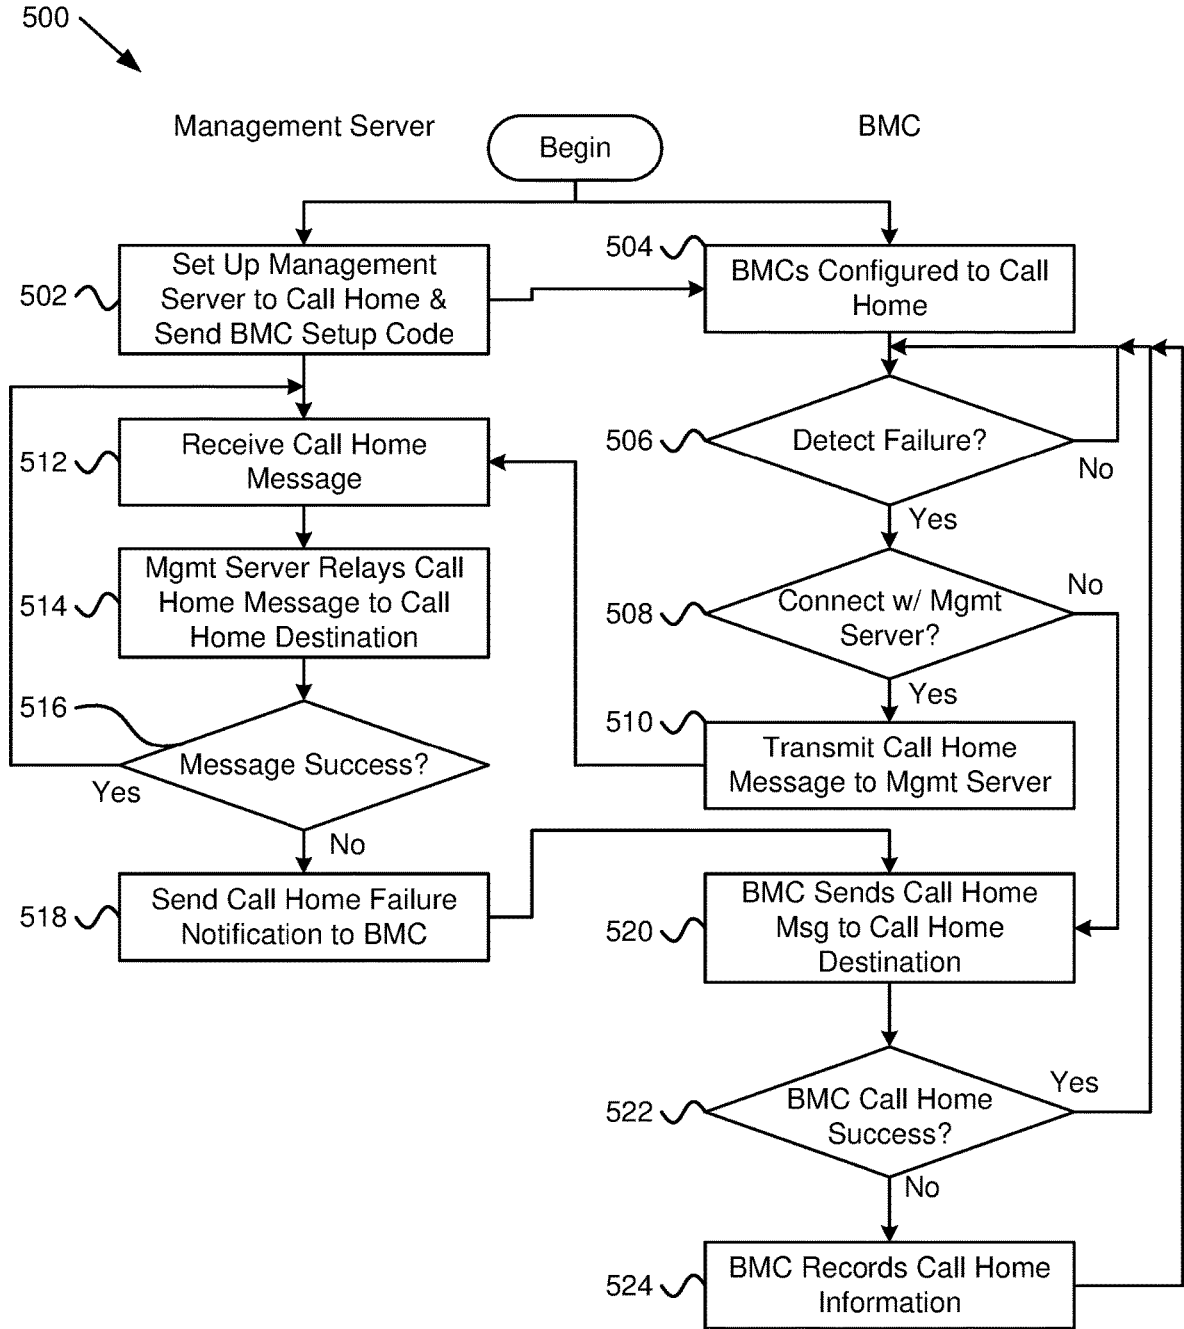 500
Management Server
BMC
Begin
502
Set Up Management
Server to Call Home &
Send BMC Setup Code
504
BMCs Configured to Call
Home
506
Detect Failure?
No
Yes
512
Receive Call Home
Message
508
Connect w/ Mgmt
Server?
No
Yes
514
Mgmt Server Relays Call
Home Message to Call
Home Destination
510
Transmit Call Home
Message to Mgmt Server
516
Message Success?
Yes
No
518
Send Call Home Failure
Notification to BMC
520
BMC Sends Call Home
Msg to Call Home
Destination
522
BMC Call Home
Success?
Yes
No
524
BMC Records Call Home
Information